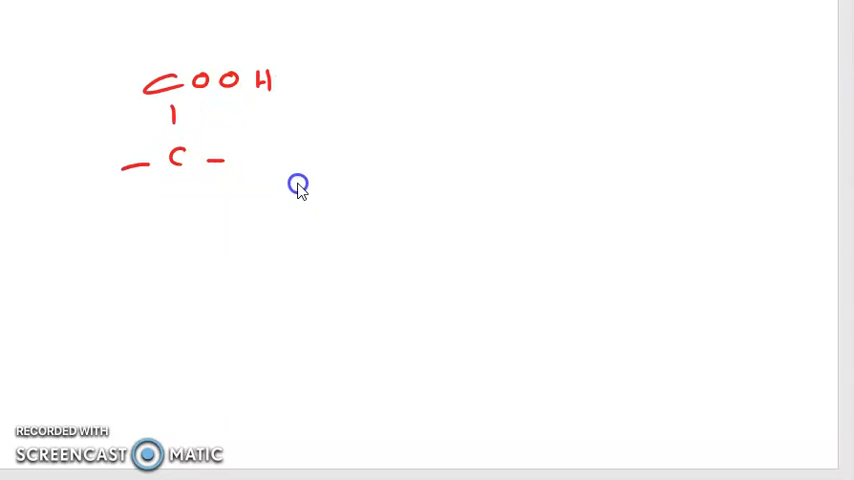 COOH
|
– C –
RECORDED WITH
SCREENCAST MATIC